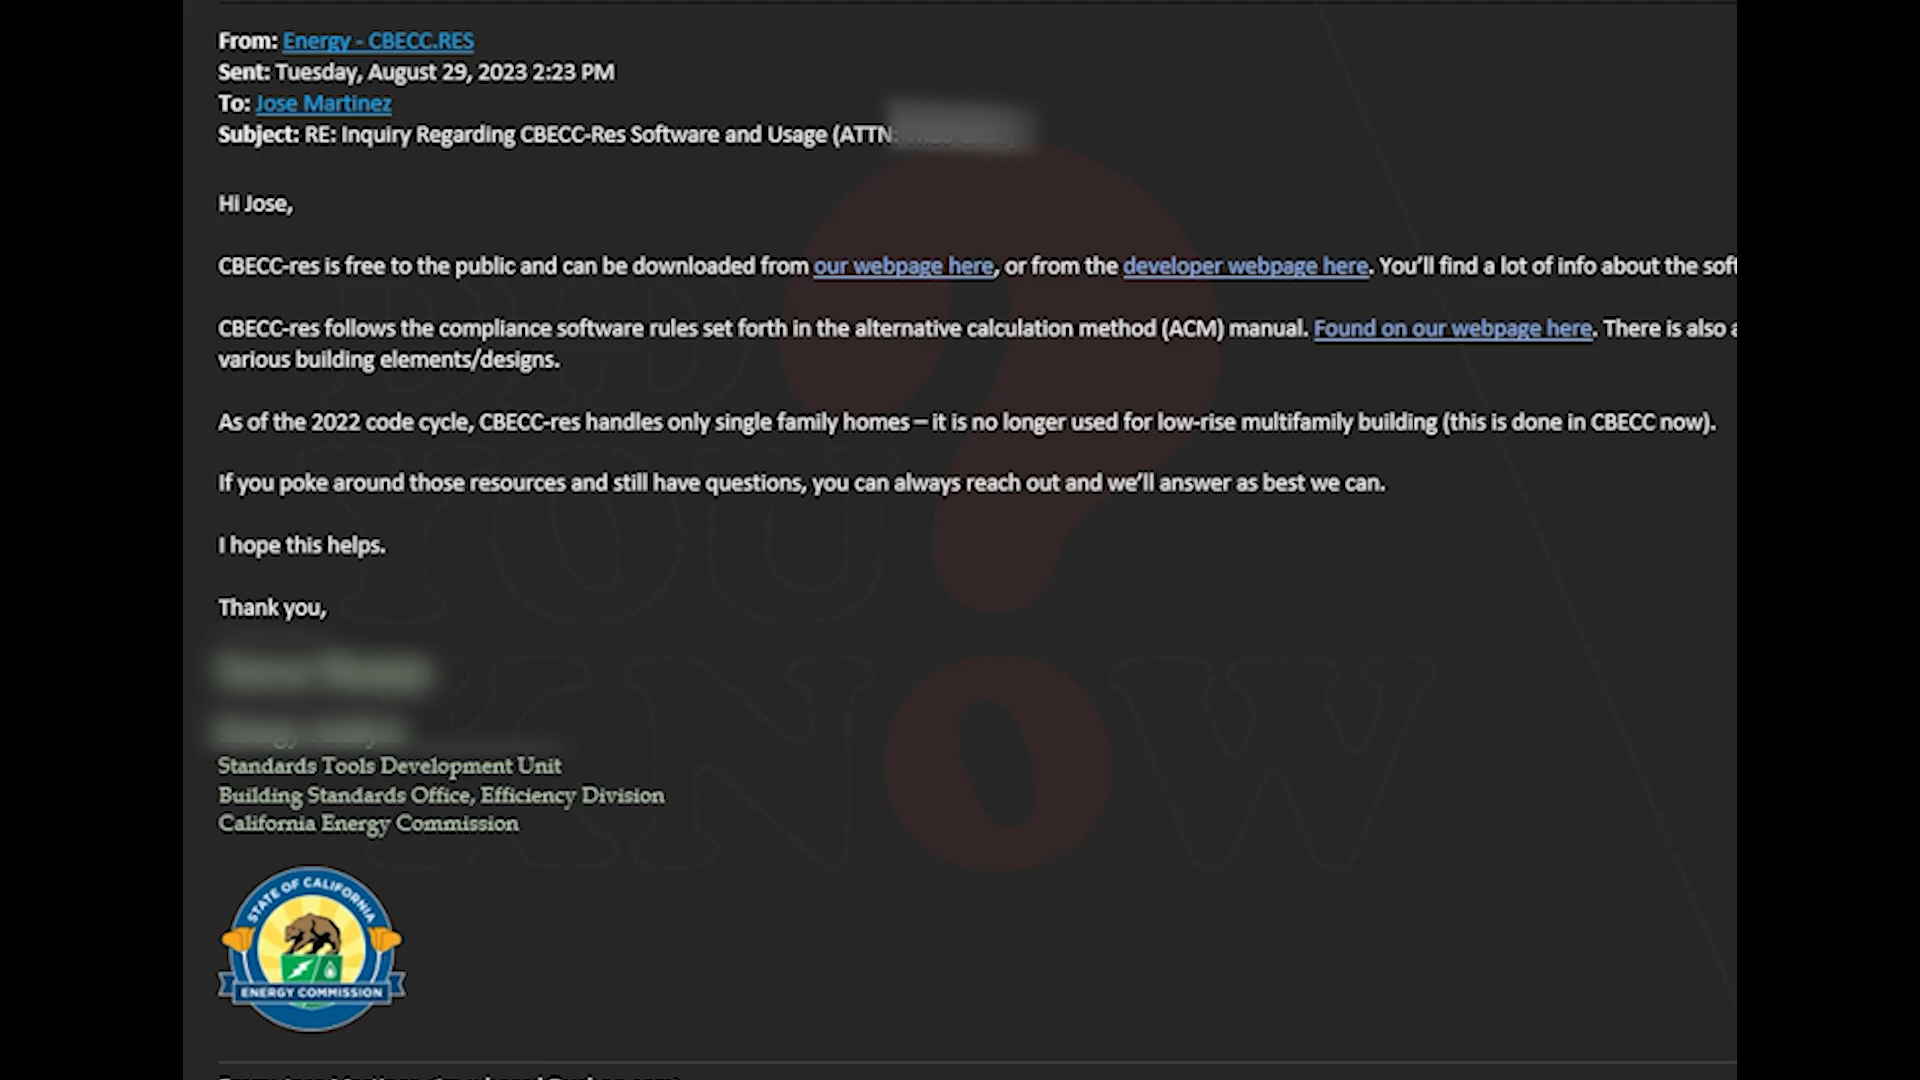 From: Energy - CBECC.RES
Sent: Tuesday, August 29, 2023 2:23 PM
To: Jose Martinez
Subject: RE: Inquiry Regarding CBECC-Res Software and Usage (ATTN:
Hi Jose,
CBECC-res is free to the public and can be downloaded from our webpage here, or from the developer webpage here. You’ll find a lot of info about the soft
CBECC-res follows the compliance software rules set forth in the alternative calculation method (ACM) manual. Found on our webpage here. There is also a
various building elements/designs.
As of the 2022 code cycle, CBECC-res handles only single family homes – it is no longer used for low-rise multifamily building (this is done in CBECC now).
If you poke around those resources and still have questions, you can always reach out and we’ll answer as best we can.
I hope this helps.
Thank you,
Standards Tools Development Unit
Building Standards Office, Efficiency Division
California Energy Commission
STATE OF CALIFORNIA
ENERGY COMMISSION
DID
YOU
KNOW
?